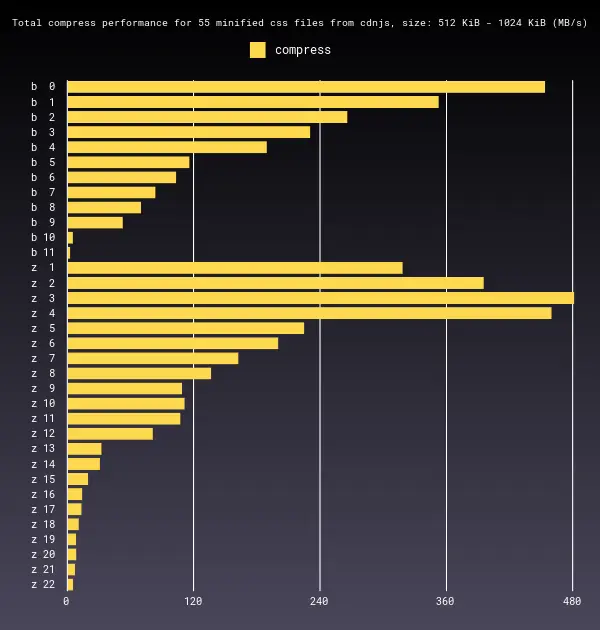 Total compress performance for 55 minified css files from cdnjs, size: 512 KiB - 1024 KiB (MB/s)
compress
b 0
b 1
b 2
b 3
b 4
b 5
b 6
b 7
b 8
b 9
b 10
b 11
z 1
z 2
z 3
z 4
z 5
z 6
z 7
z 8
z 9
z 10
z 11
z 12
z 13
z 14
z 15
z 16
z 17
z 18
z 19
z 20
z 21
z 22
0 120 240 360 480